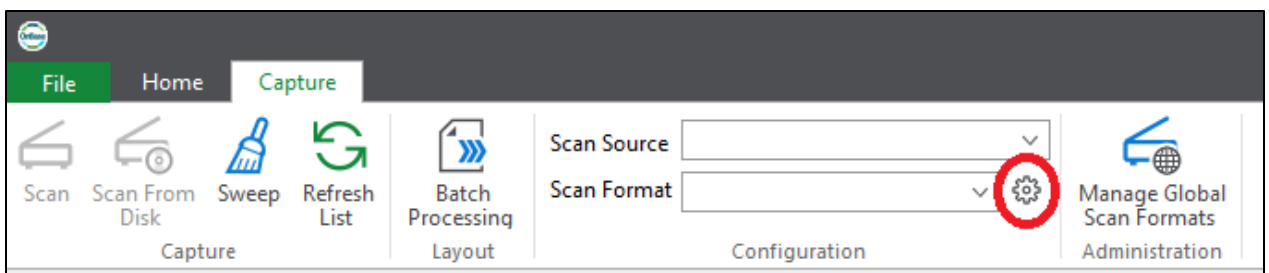 OnBase
File Home Capture
Scan Source
Scan Format
Scan Scan From Disk Sweep Refresh List Batch Processing Manage Global Scan Formats
Capture Layout Configuration Administration